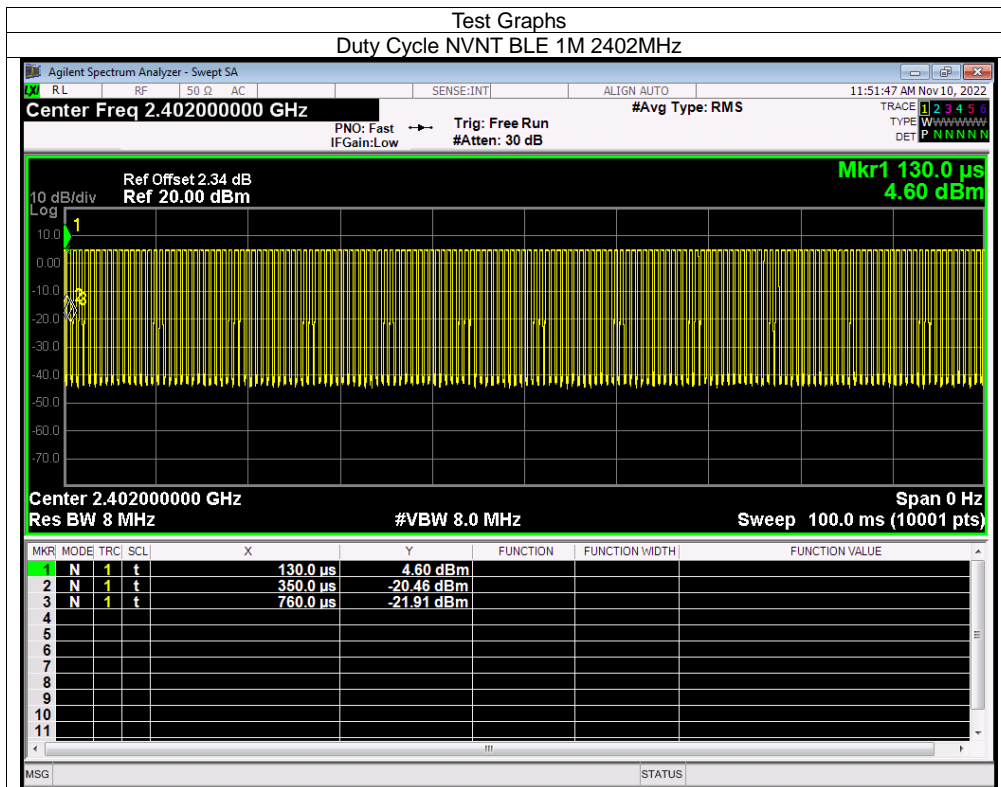 Test Graphs
Duty Cycle NVNT BLE 1M 2402MHz
Agilent Spectrum Analyzer - Swept SA
LXI RL RF 50 Ω AC SENSE:INT ALIGN AUTO 11:51:47 AM Nov 10, 2022
Center Freq 2.402000000 GHz #Avg Type: RMS TRACE 1 2 3 4 5 6
PNO: Fast Trig: Free Run TYPE WWWWWW
IFGain:Low #Atten: 30 dB DET P N N N N N
Mkr1 130.0 µs
Ref Offset 2.34 dB
10 dB/div Ref 20.00 dBm 4.60 dBm
Log
1
10.0
0.00
-10.0
2 3
-20.0
-30.0
-40.0
-50.0
-60.0
-70.0
Center 2.402000000 GHz Span 0 Hz
Res BW 8 MHz #VBW 8.0 MHz Sweep 100.0 ms (10001 pts)
MKR MODE TRC SCL X Y FUNCTION FUNCTION WIDTH FUNCTION VALUE
1 N 1 t 130.0 µs 4.60 dBm
2 N 1 t 350.0 µs -20.46 dBm
3 N 1 t 760.0 µs -21.91 dBm
4
5
6
7
8
9
10
11
MSG STATUS